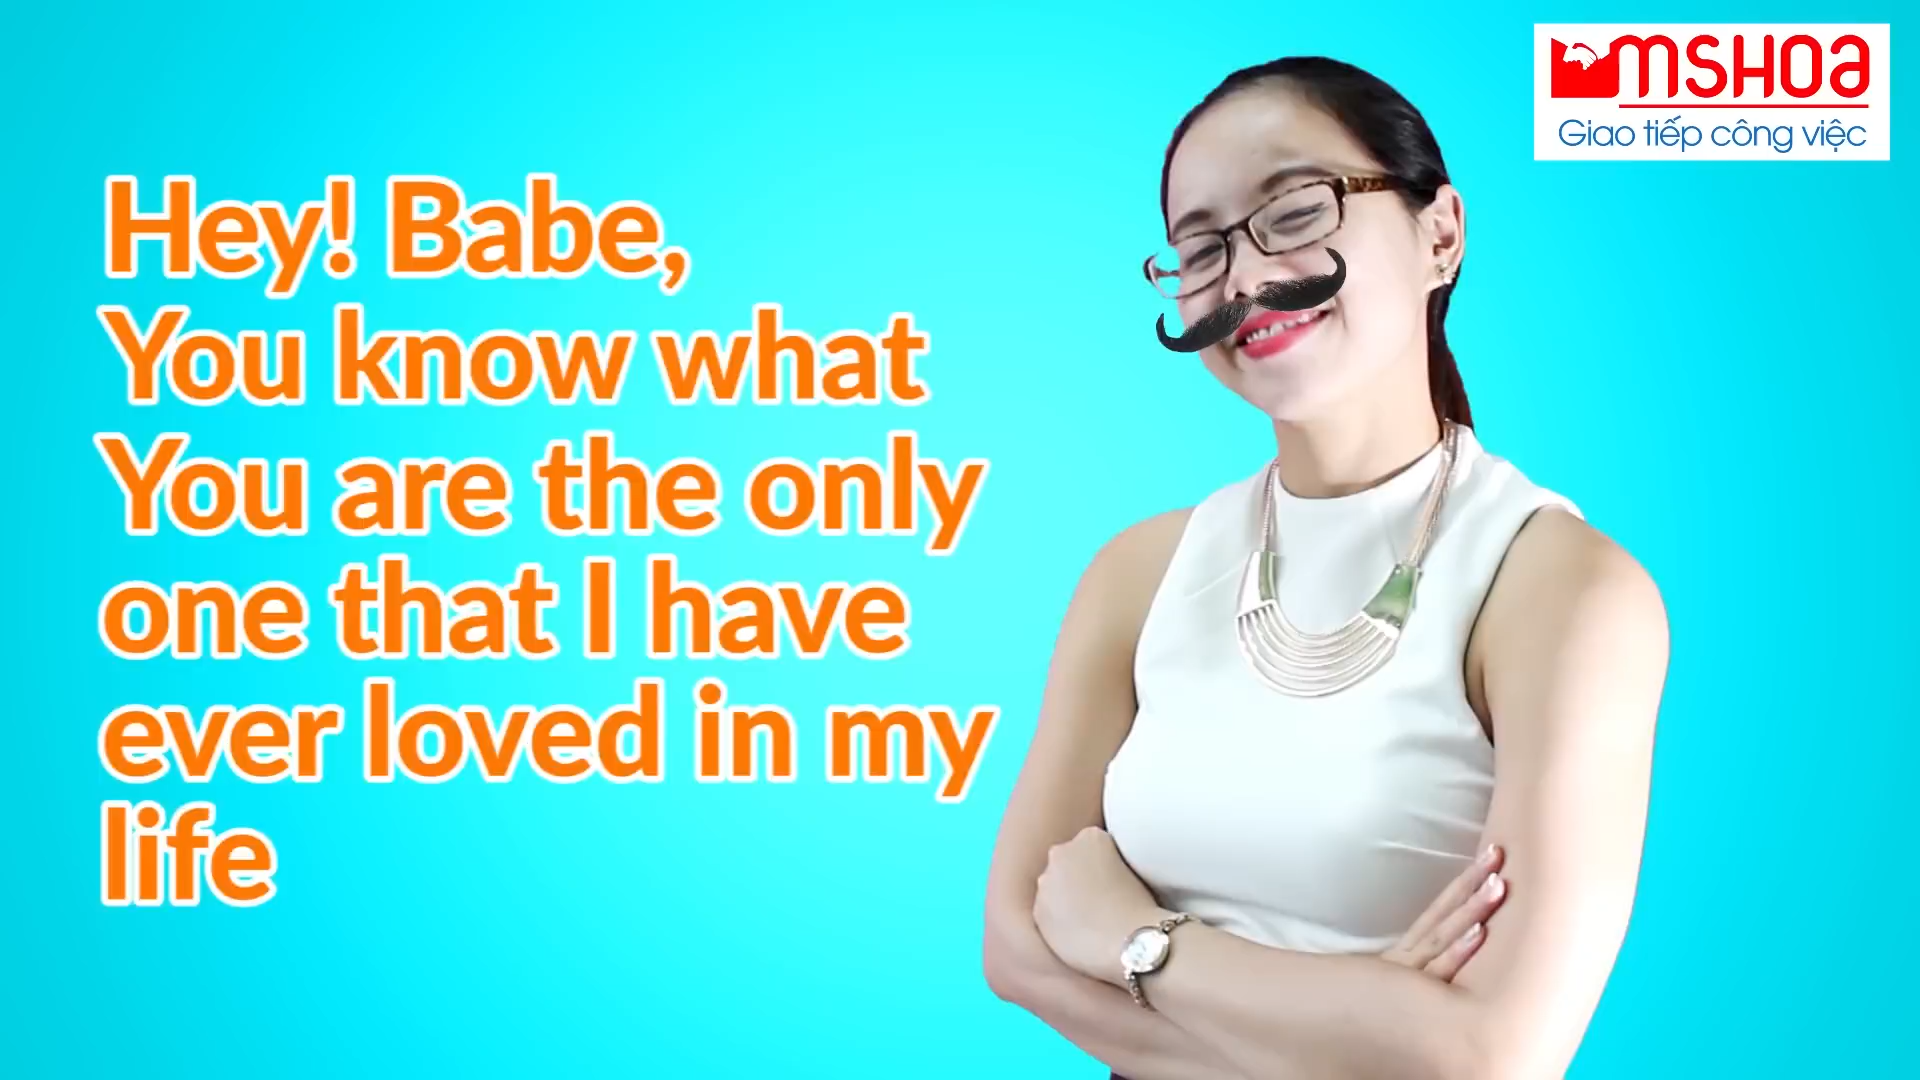 MSHOA
Giao tiếp công việc
Hey! Babe,
You know what
You are the only
one that I have
ever loved in my
life